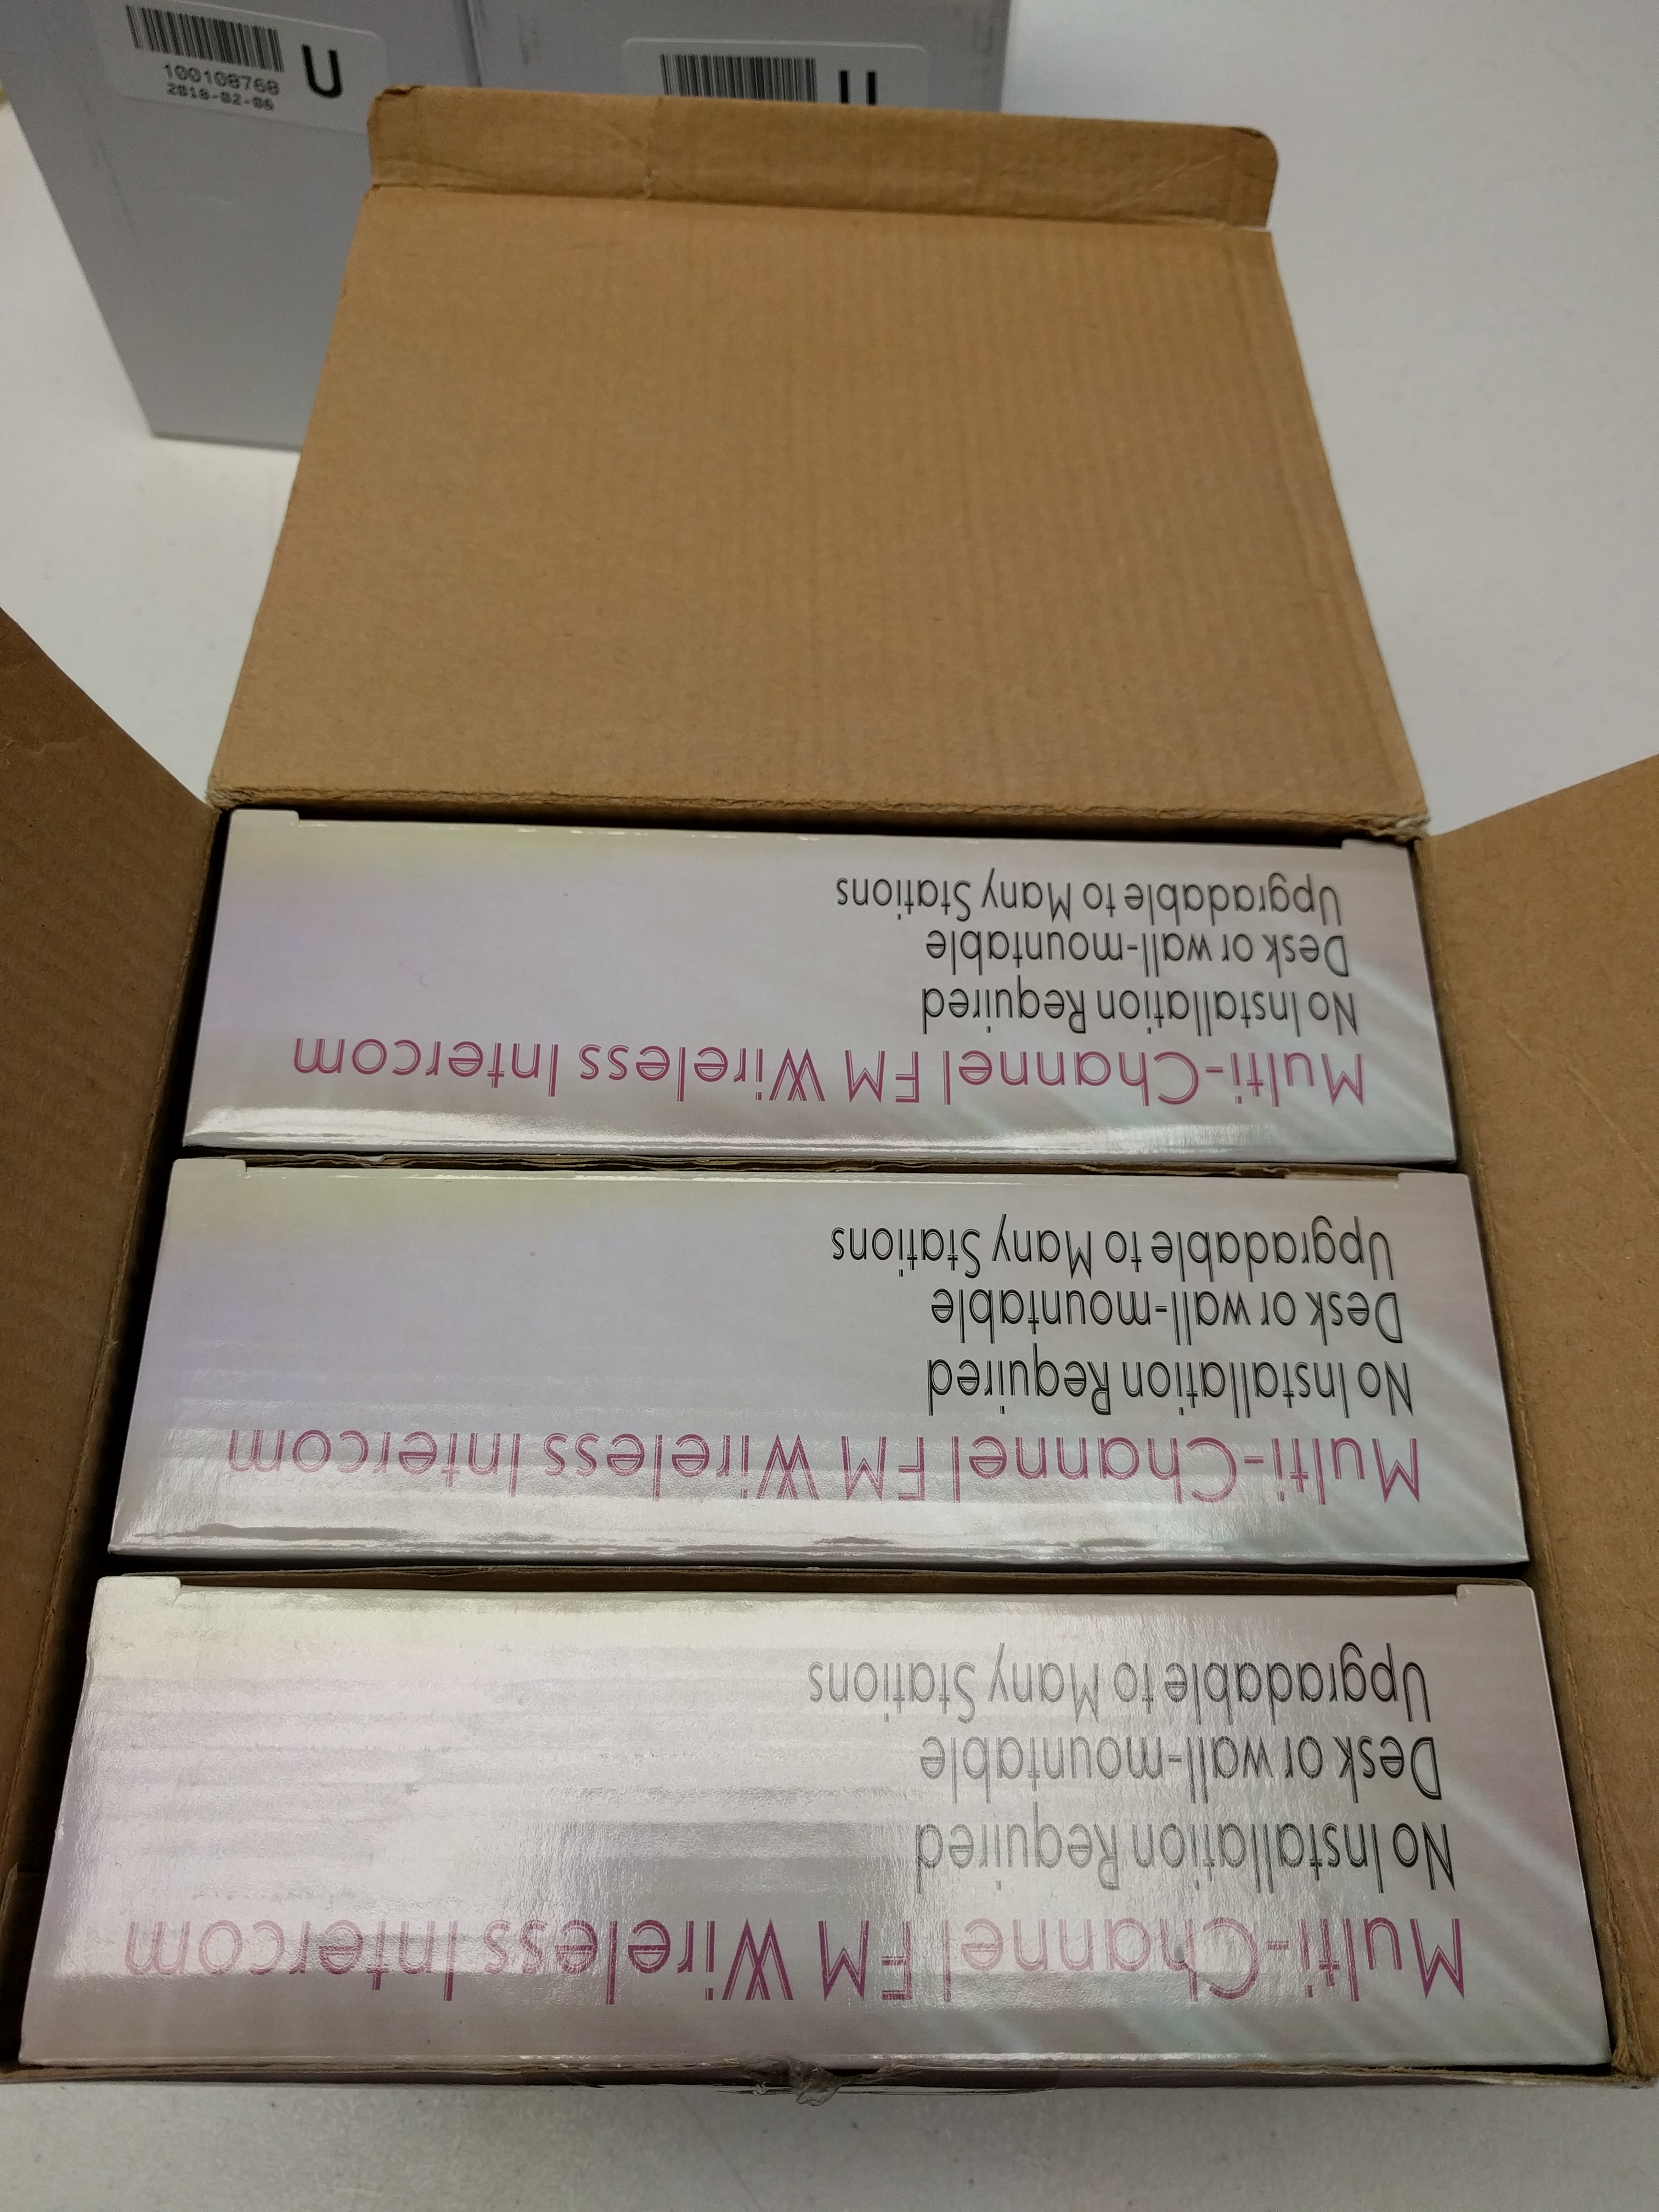 100108768
2018-02-06
U
U
Multi-Channel FM Wireless Intercom
No Installation Required
Desk or wall-mountable
Upgradable to Many Stations
Multi-Channel FM Wireless Intercom
No Installation Required
Desk or wall-mountable
Upgradable to Many Stations
Multi-Channel FM Wireless Intercom
No Installation Required
Desk or wall-mountable
Upgradable to Many Stations